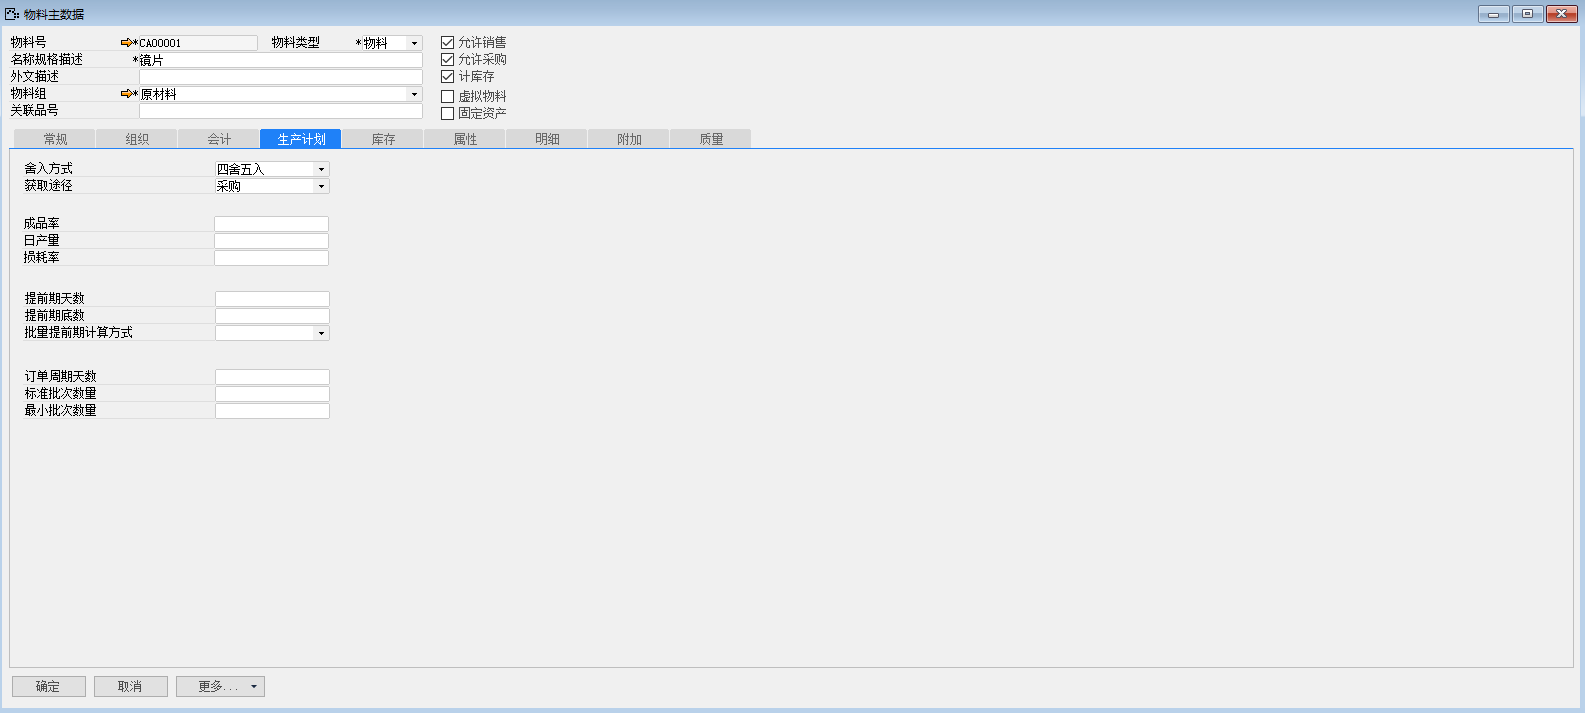 物料主数据
物料号 *CA00001 物料类型 *物料 允许销售
名称规格描述 *镜片 允许采购
外文描述 计库存
物料组 *原材料 虚拟物料
关联品号 固定资产
常规 组织 会计 生产计划 库存 属性 明细 附加 质量
舍入方式 四舍五入
获取途径 采购
成品率
日产量
损耗率
提前期天数
提前期底数
批量提前期计算方式
订单周期天数
标准批次数量
最小批次数量
确定 取消 更多...